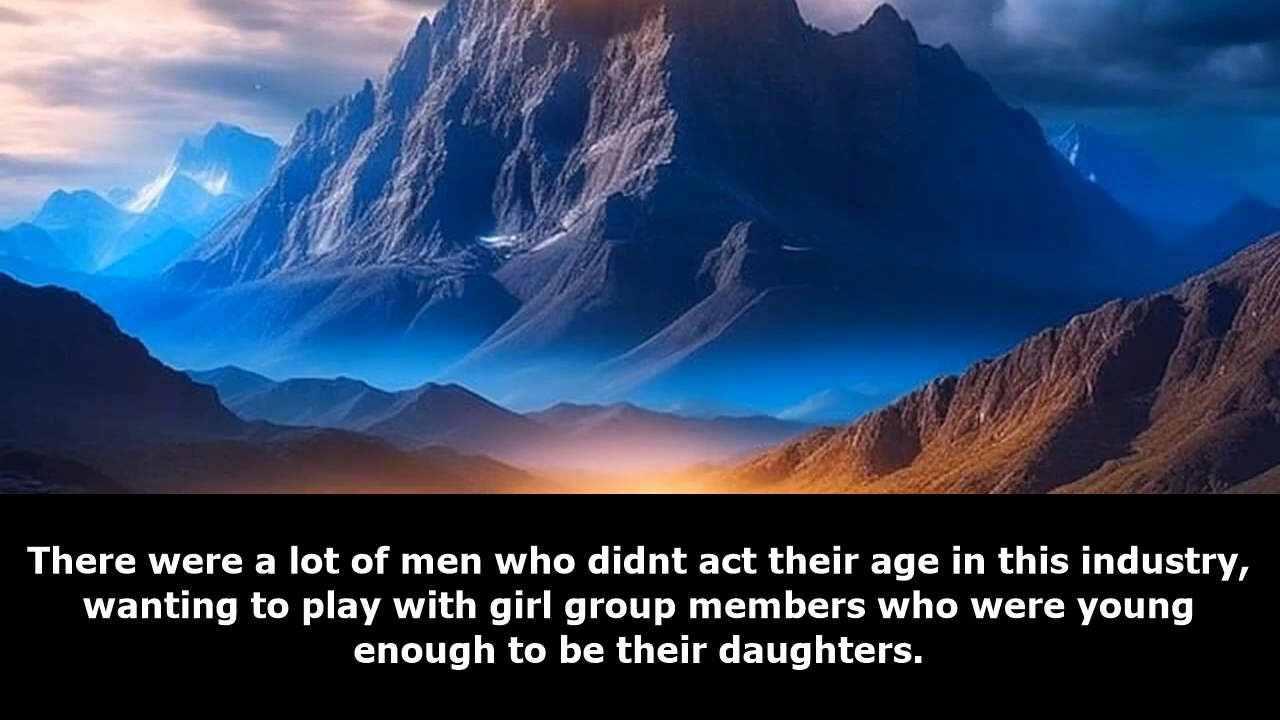 There were a lot of men who didnt act their age in this industry,
wanting to play with girl group members who were young
enough to be their daughters.